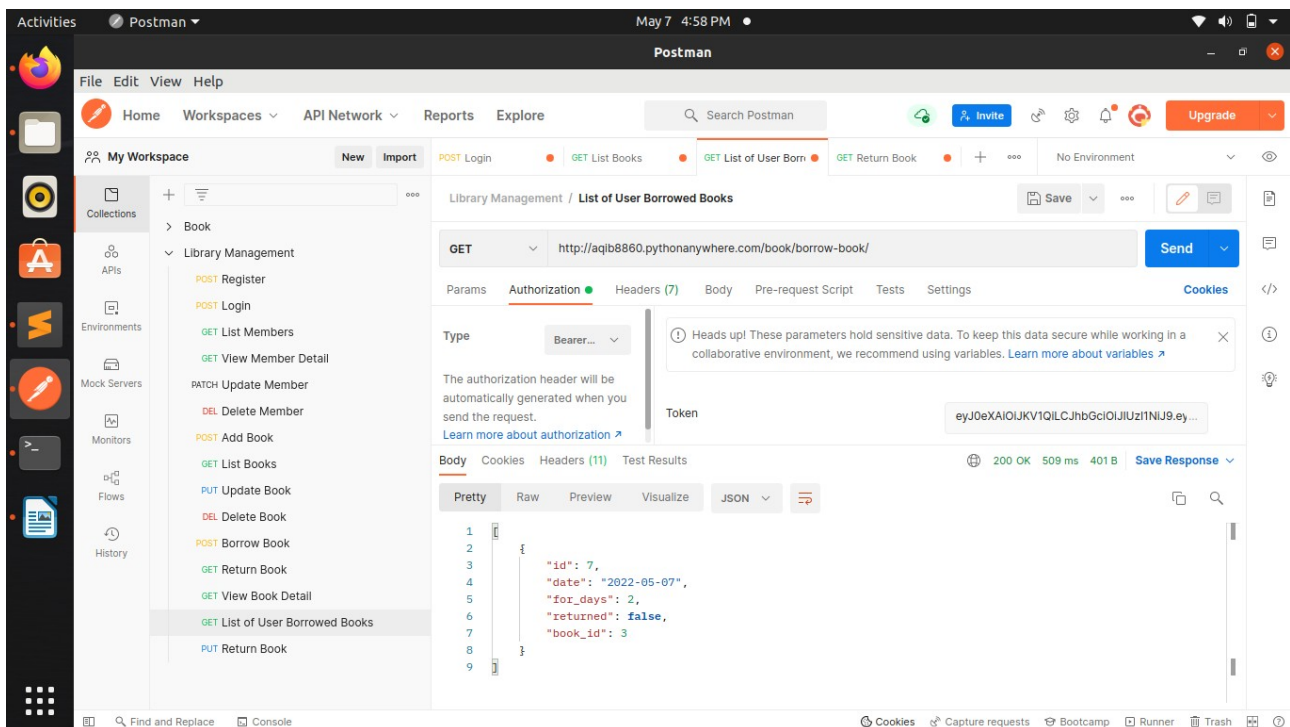 Activities Postman May 7 4:58 PM
Postman
File Edit View Help
Home Workspaces API Network Reports Explore Search Postman Invite Upgrade
My Workspace New Import
POST Login GET List Books GET List of User Borro GET Return Book No Environment
Collections
APIs
Environments
Mock Servers
Monitors
Flows
History
Book
Library Management
POST Register
POST Login
GET List Members
GET View Member Detail
PATCH Update Member
DEL Delete Member
POST Add Book
GET List Books
PUT Update Book
DEL Delete Book
POST Borrow Book
GET Return Book
GET View Book Detail
GET List of User Borrowed Books
PUT Return Book
Library Management / List of User Borrowed Books Save
GET http://aqib8860.pythonanywhere.com/book/borrow-book/ Send
Params Authorization Headers (7) Body Pre-request Script Tests Settings Cookies
Type Bearer...
The authorization header will be
automatically generated when you
send the request.
Learn more about authorization
Heads up! These parameters hold sensitive data. To keep this data secure while working in a
collaborative environment, we recommend using variables. Learn more about variables
Token eyJ0eXAiOiJKV1QiLCJhbGciOiJIUzI1NiJ9.ey...
Body Cookies Headers (11) Test Results 200 OK 509 ms 401 B Save Response
Pretty Raw Preview Visualize JSON
1 [
2 {
3 "id": 7,
4 "date": "2022-05-07",
5 "for_days": 2,
6 "returned": false,
7 "book_id": 3
8 }
9 ]
Find and Replace Console Cookies Capture requests Bootcamp Runner Trash